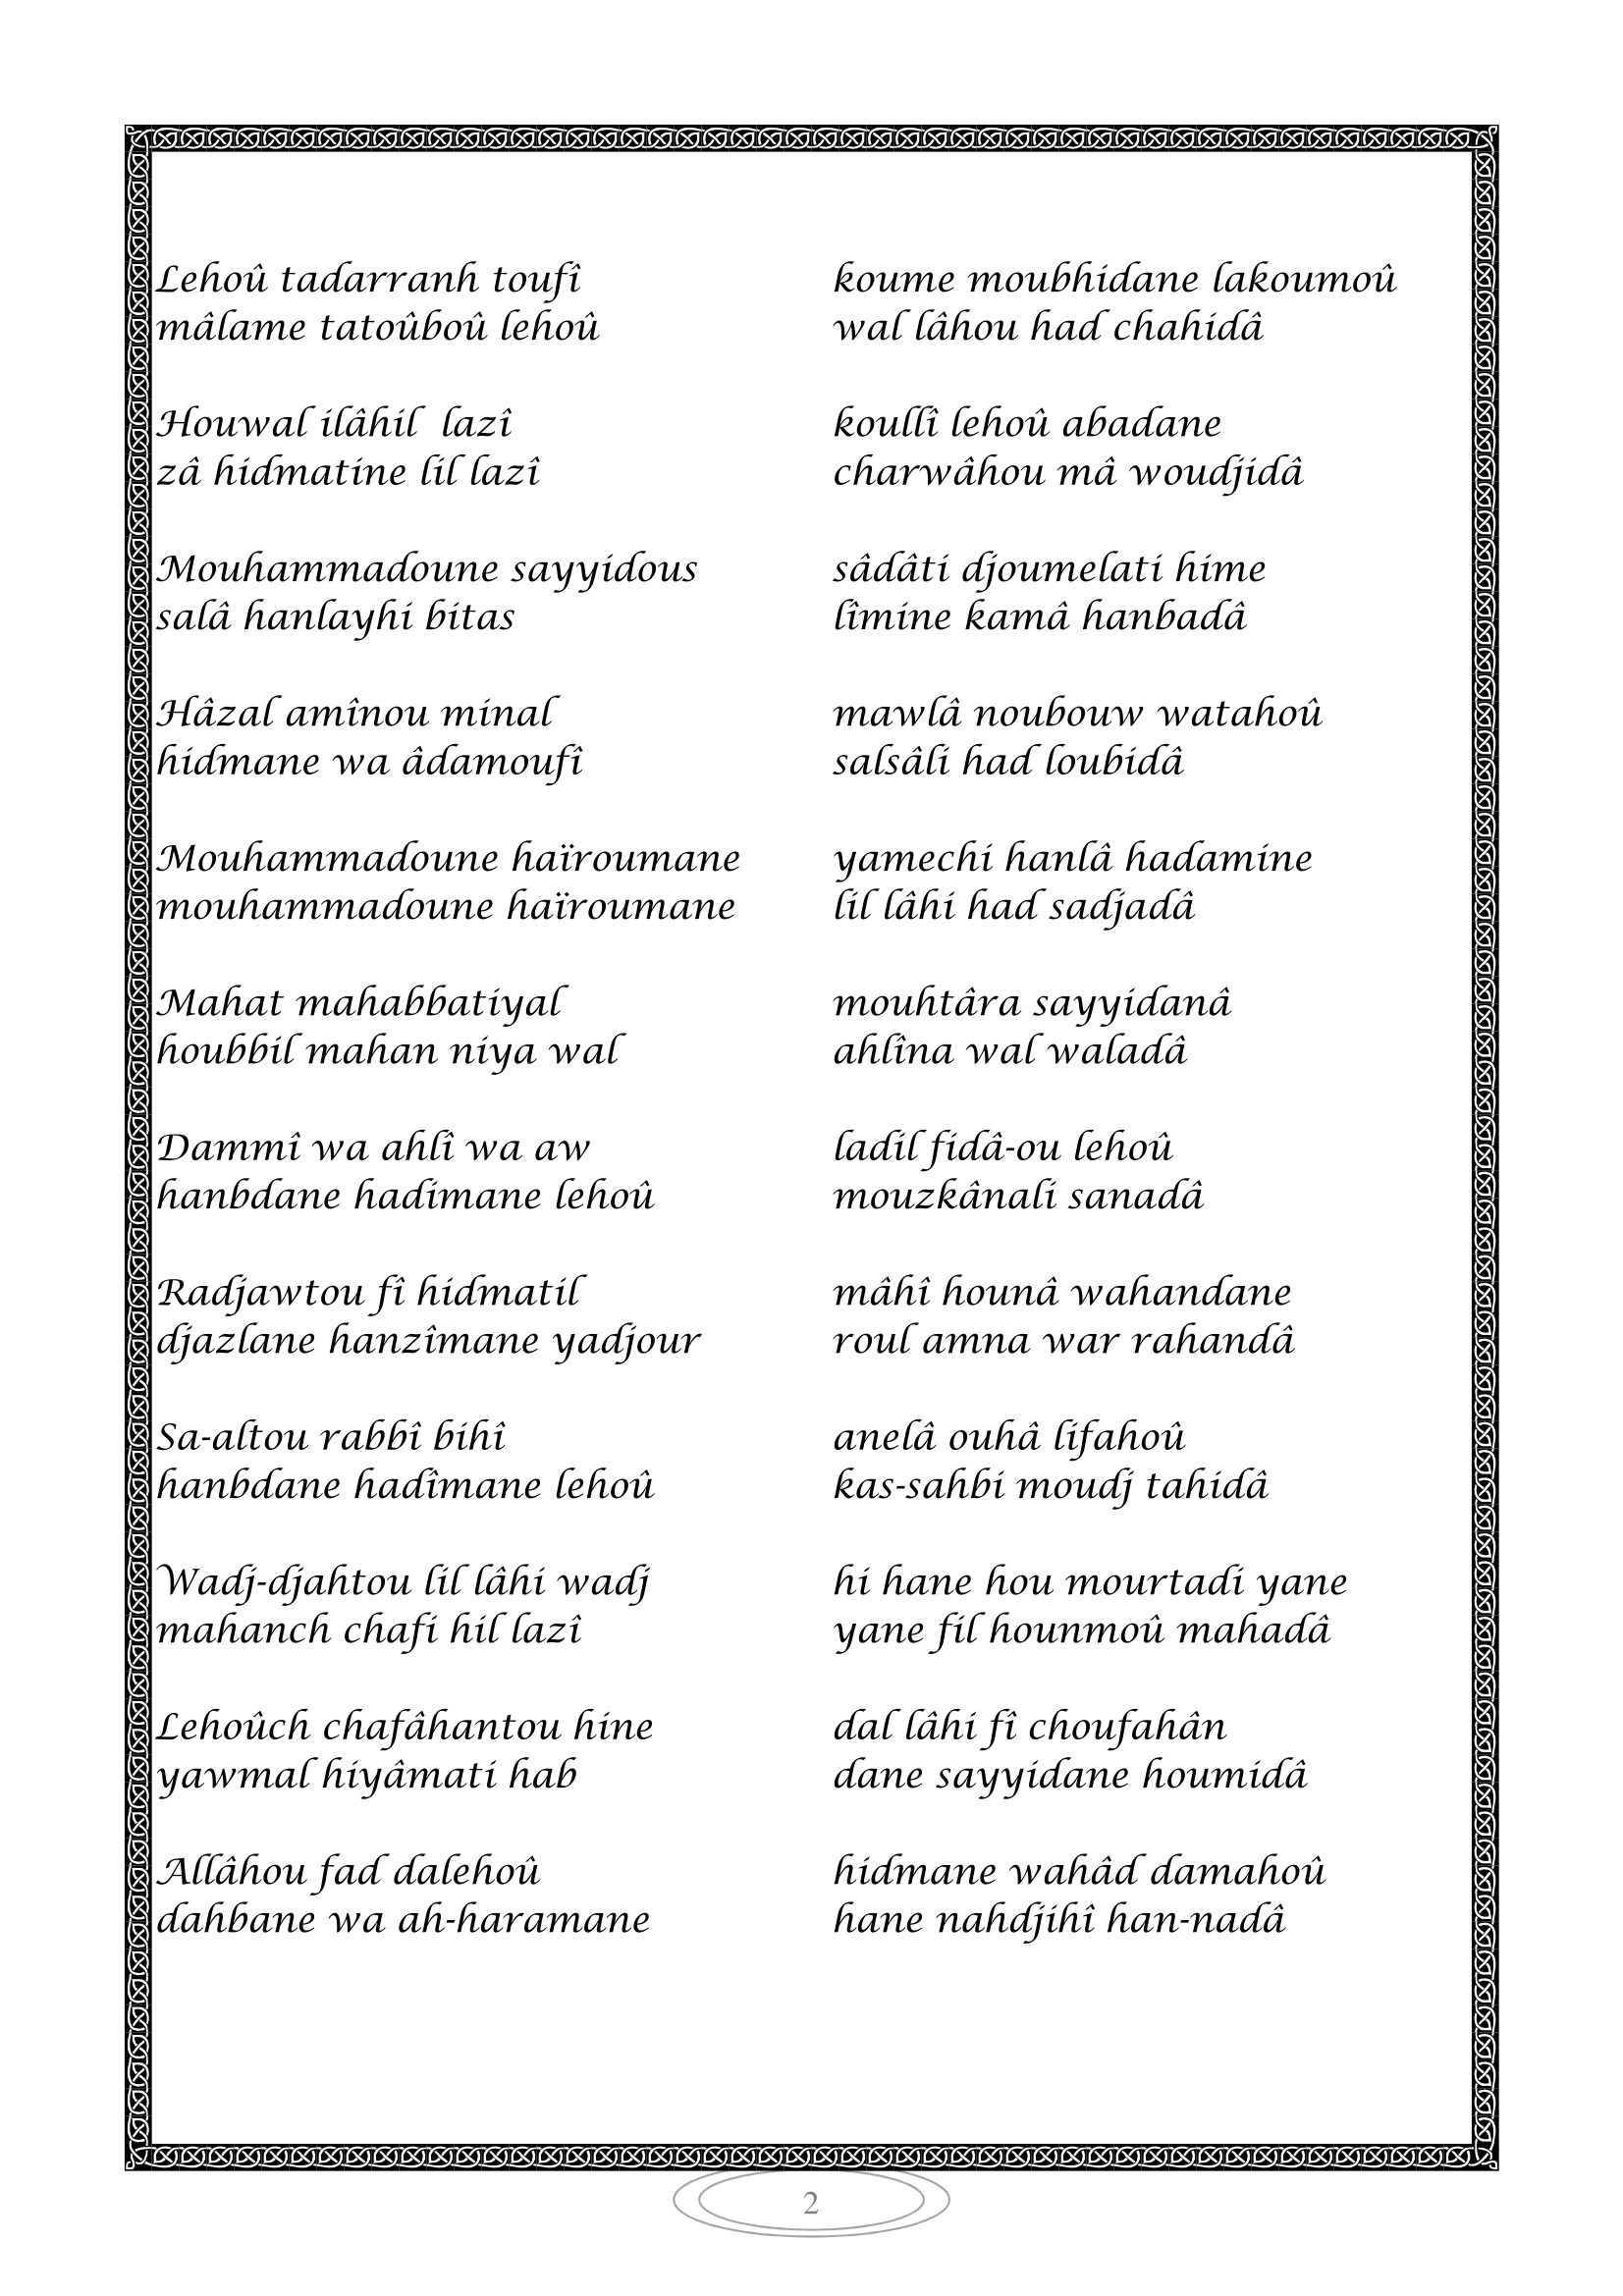 Lehoû tadarranh toufî koume moubhidane lakoumoû
mâlame tatoûboû lehoû wal lâhou had chahidâ
Houwal ilâhil lazî koullî lehoû abadane
zâ hidmatine lil lazî charwâhou mâ woudjidâ
Mouhammadoune sayyidous sâdâti djoumelati hime
salâ hanlayhi bitas lîmine kamâ hanbadâ
Hâzal amînou minal mawlâ noubouw watahoû
hidmane wa âdamoufî salsâli had loubidâ
Mouhammadoune haïroumane yamechi hanlâ hadamine
mouhammadoune haïroumane lil lâhi had sadjadâ
Mahat mahabbatiyal mouhtâra sayyidanâ
houbbil mahan niya wal ahlîna wal waladâ
Dammî wa ahlî wa aw ladil fidâ-ou lehoû
hanbdane hadimane lehoû mouzkânali sanadâ
Radjawtou fî hidmatil mâhî hounâ wahandane
djazlane hanzîmane yadjour roul amna war rahandâ
Sa-altou rabbî bihî anelâ ouhâ lifahoû
hanbdane hadîmane lehoû kas-sahbi moudj tahidâ
Wadj-djahtou lil lâhi wadj hi hane hou mourtadi yane
mahanch chafi hil lazî yane fil hounmoû mahadâ
Lehoûch chafâhantou hine dal lâhi fî choufahân
yawmal hiyâmati hab dane sayyidane houmidâ
Allâhou fad dalehoû hidmane wahâd damahoû
dahbane wa ah-haramane hane nahdjihî han-nadâ
2